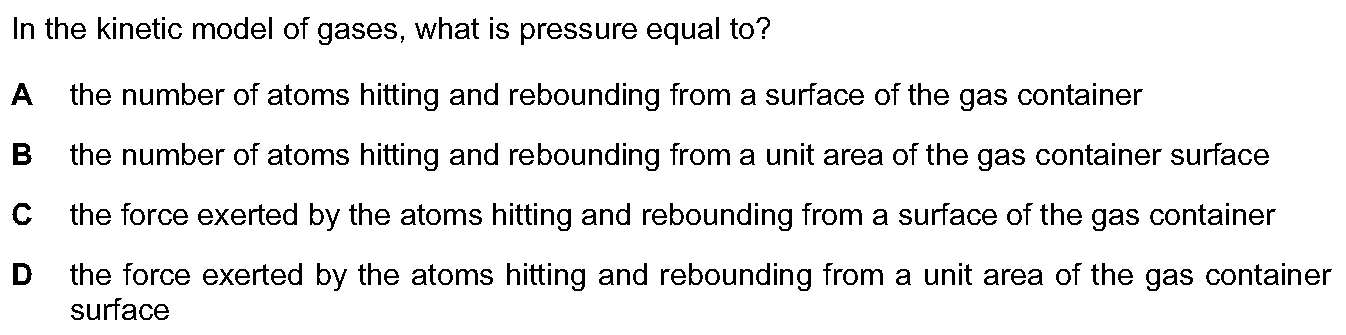 In the kinetic model of gases, what is pressure equal to?
A the number of atoms hitting and rebounding from a surface of the gas container
B the number of atoms hitting and rebounding from a unit area of the gas container surface
C the force exerted by the atoms hitting and rebounding from a surface of the gas container
D the force exerted by the atoms hitting and rebounding from a unit area of the gas container
surface